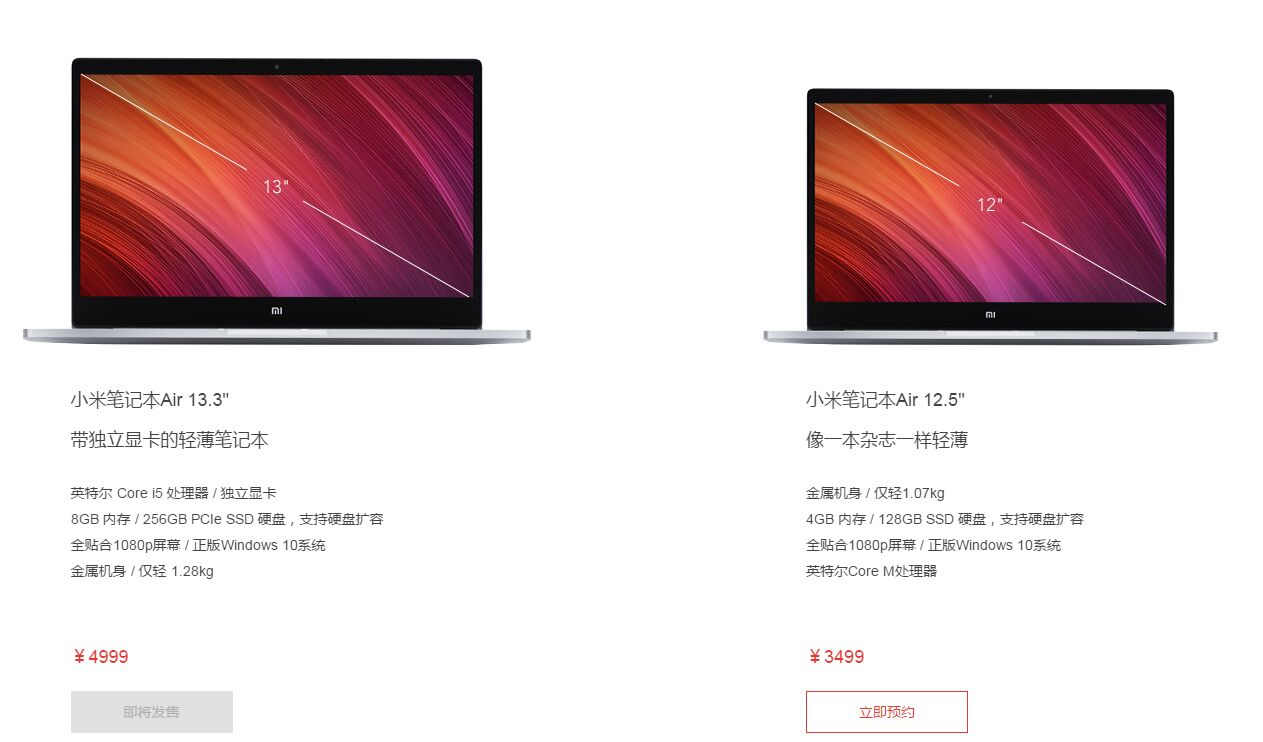 13"
mi
小米笔记本Air 13.3"
带独立显卡的轻薄笔记本
英特尔 Core i5 处理器 / 独立显卡
8GB 内存 / 256GB PCIe SSD 硬盘，支持硬盘扩容
全贴合1080p屏幕 / 正版Windows 10系统
金属机身 / 仅轻 1.28kg
￥4999
即将发售
12"
mi
小米笔记本Air 12.5"
像一本杂志一样轻薄
金属机身 / 仅轻1.07kg
4GB 内存 / 128GB SSD 硬盘，支持硬盘扩容
全贴合1080p屏幕 / 正版Windows 10系统
英特尔Core M处理器
￥3499
立即预约